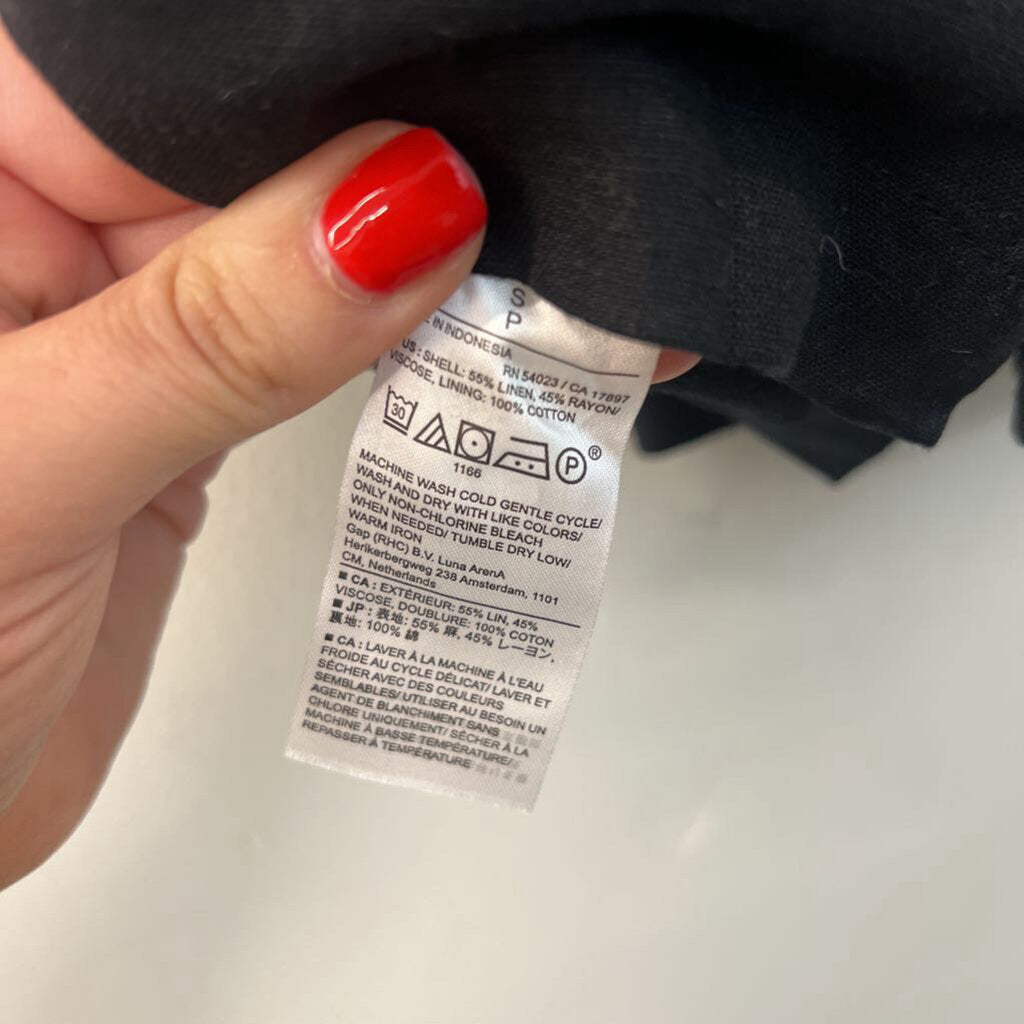 S
P
E IN INDONESIA
RN 54023 / CA 17897
US : SHELL: 55% LINEN, 45% RAYON/
VISCOSE, LINING: 100% COTTON
30 P ®
1166
MACHINE WASH COLD GENTLE CYCLE/
WASH AND DRY WITH LIKE COLORS/
ONLY NON-CHLORINE BLEACH
WHEN NEEDED/ TUMBLE DRY LOW/
WARM IRON
Gap (RHC) B.V. Luna ArenA
Herikerbergweg 238 Amsterdam, 1101
CM, Netherlands
■ CA : EXTÉRIEUR: 55% LIN, 45%
VISCOSE, DOUBLURE: 100% COTON
■ JP : 表地: 55% 麻, 45% レーヨン,
裏地: 100% 綿
■ CA : LAVER À LA MACHINE À L'EAU
FROIDE AU CYCLE DÉLICAT/ LAVER ET
SÉCHER AVEC DES COULEURS
SEMBLABLES/ UTILISER AU BESOIN UN
AGENT DE BLANCHIMENT SANS
CHLORE UNIQUEMENT/ SÉCHER À LA
MACHINE À BASSE TEMPÉRATURE/
REPASSER À TEMPÉRATURE